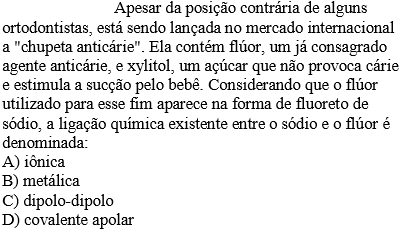 Apesar da posição contrária de alguns
ortodontistas, está sendo lançada no mercado internacional
a "chupeta anticárie". Ela contém flúor, um já consagrado
agente anticárie, e xylitol, um açúcar que não provoca cárie
e estimula a sucção pelo bebê. Considerando que o flúor
utilizado para esse fim aparece na forma de fluoreto de
sódio, a ligação química existente entre o sódio e o flúor é
denominada:
A) iônica
B) metálica
C) dipolo-dipolo
D) covalente apolar